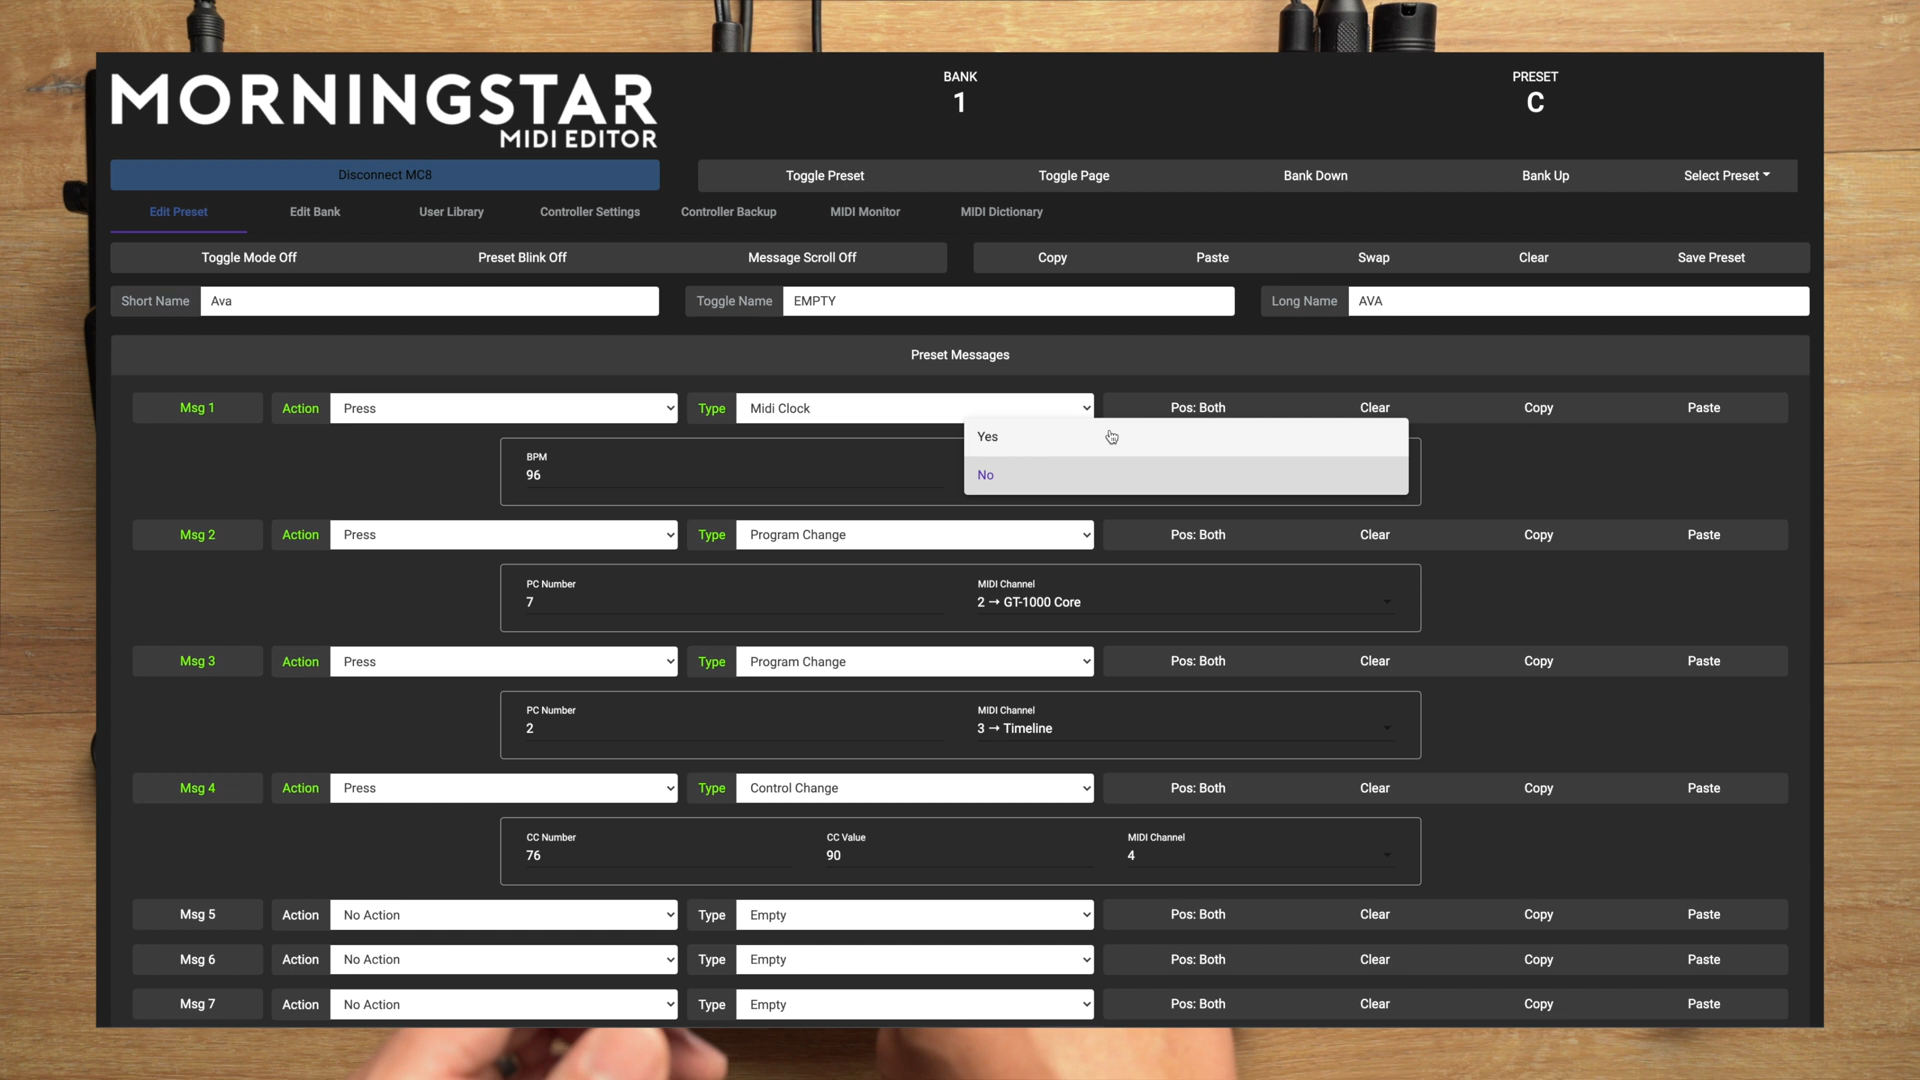 MORNINGSTAR
MIDI EDITOR
BANK
1
PRESET
C
Disconnect MC8
Toggle Preset Toggle Page Bank Down Bank Up Select Preset
Edit Preset Edit Bank User Library Controller Settings Controller Backup MIDI Monitor MIDI Dictionary
Toggle Mode Off Preset Blink Off Message Scroll Off Copy Paste Swap Clear Save Preset
Short Name Ava Toggle Name EMPTY Long Name AVA
Preset Messages
Msg 1 Action Press Type Midi Clock Pos: Both Clear Copy Paste
BPM
96
Yes
No
Msg 2 Action Press Type Program Change Pos: Both Clear Copy Paste
PC Number MIDI Channel
7 2 → GT-1000 Core
Msg 3 Action Press Type Program Change Pos: Both Clear Copy Paste
PC Number MIDI Channel
2 3 → Timeline
Msg 4 Action Press Type Control Change Pos: Both Clear Copy Paste
CC Number CC Value MIDI Channel
76 90 4
Msg 5 Action No Action Type Empty Pos: Both Clear Copy Paste
Msg 6 Action No Action Type Empty Pos: Both Clear Copy Paste
Msg 7 Action No Action Type Empty Pos: Both Clear Copy Paste